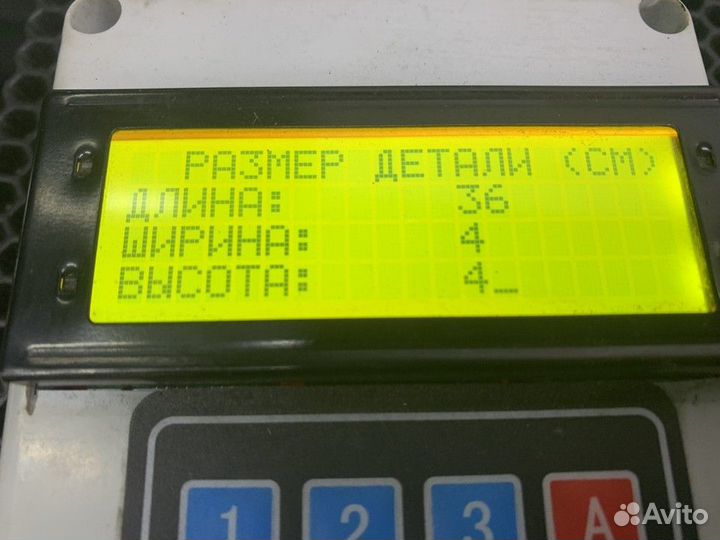 РАЗМЕР ДЕТАЛИ (СМ)
ДЛИНА: 36
ШИРИНА: 4
ВЫСОТА: 4_
1 2 3 A
Avito